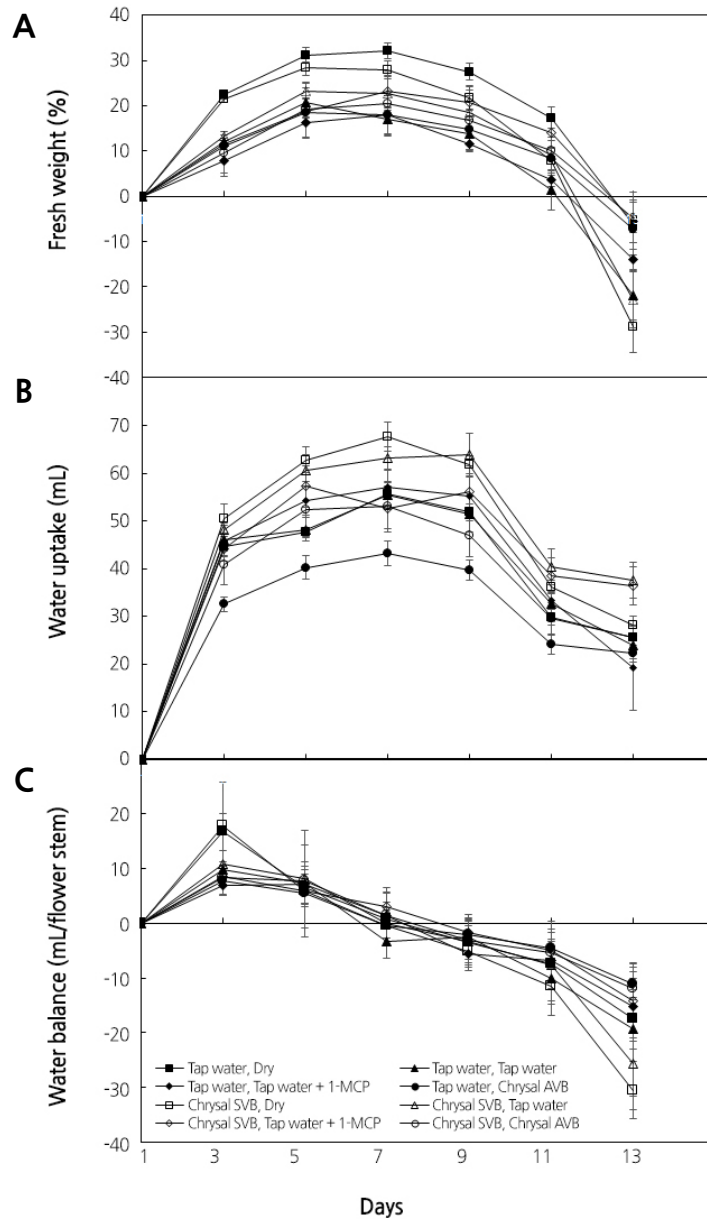 A
Fresh weight (%)
40
30
20
10
0
-10
-20
-30
-40
B
Water uptake (mL)
70
60
50
40
30
20
10
0
C
Water balance (mL/flower stem)
20
10
0
-10
-20
-30
-40
Tap water, Dry
Tap water, Tap water
Tap water, Tap water + 1-MCP
Tap water, Chrysal AVB
Chrysal SVB, Dry
Chrysal SVB, Tap water
Chrysal SVB, Tap water + 1-MCP
Chrysal SVB, Chrysal AVB
1 3 5 7 9 11 13
Days